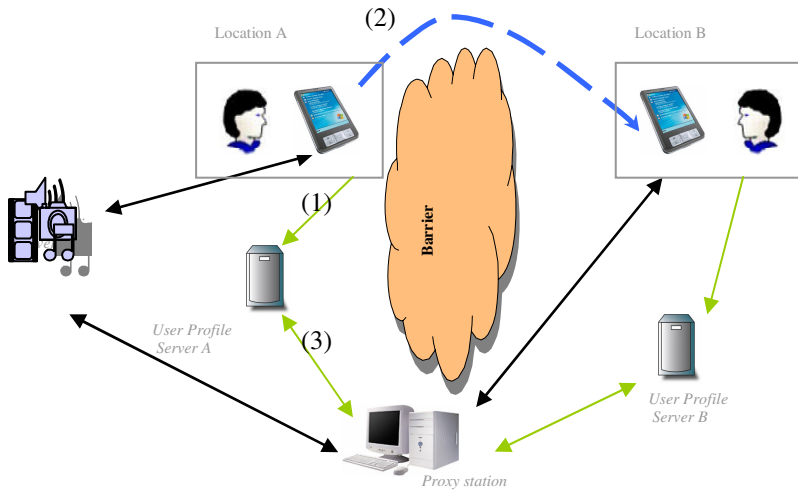 (2)
Location A
Location B
(1)
Barrier
User Profile
Server A
(3)
User Profile
Server B
Proxy station